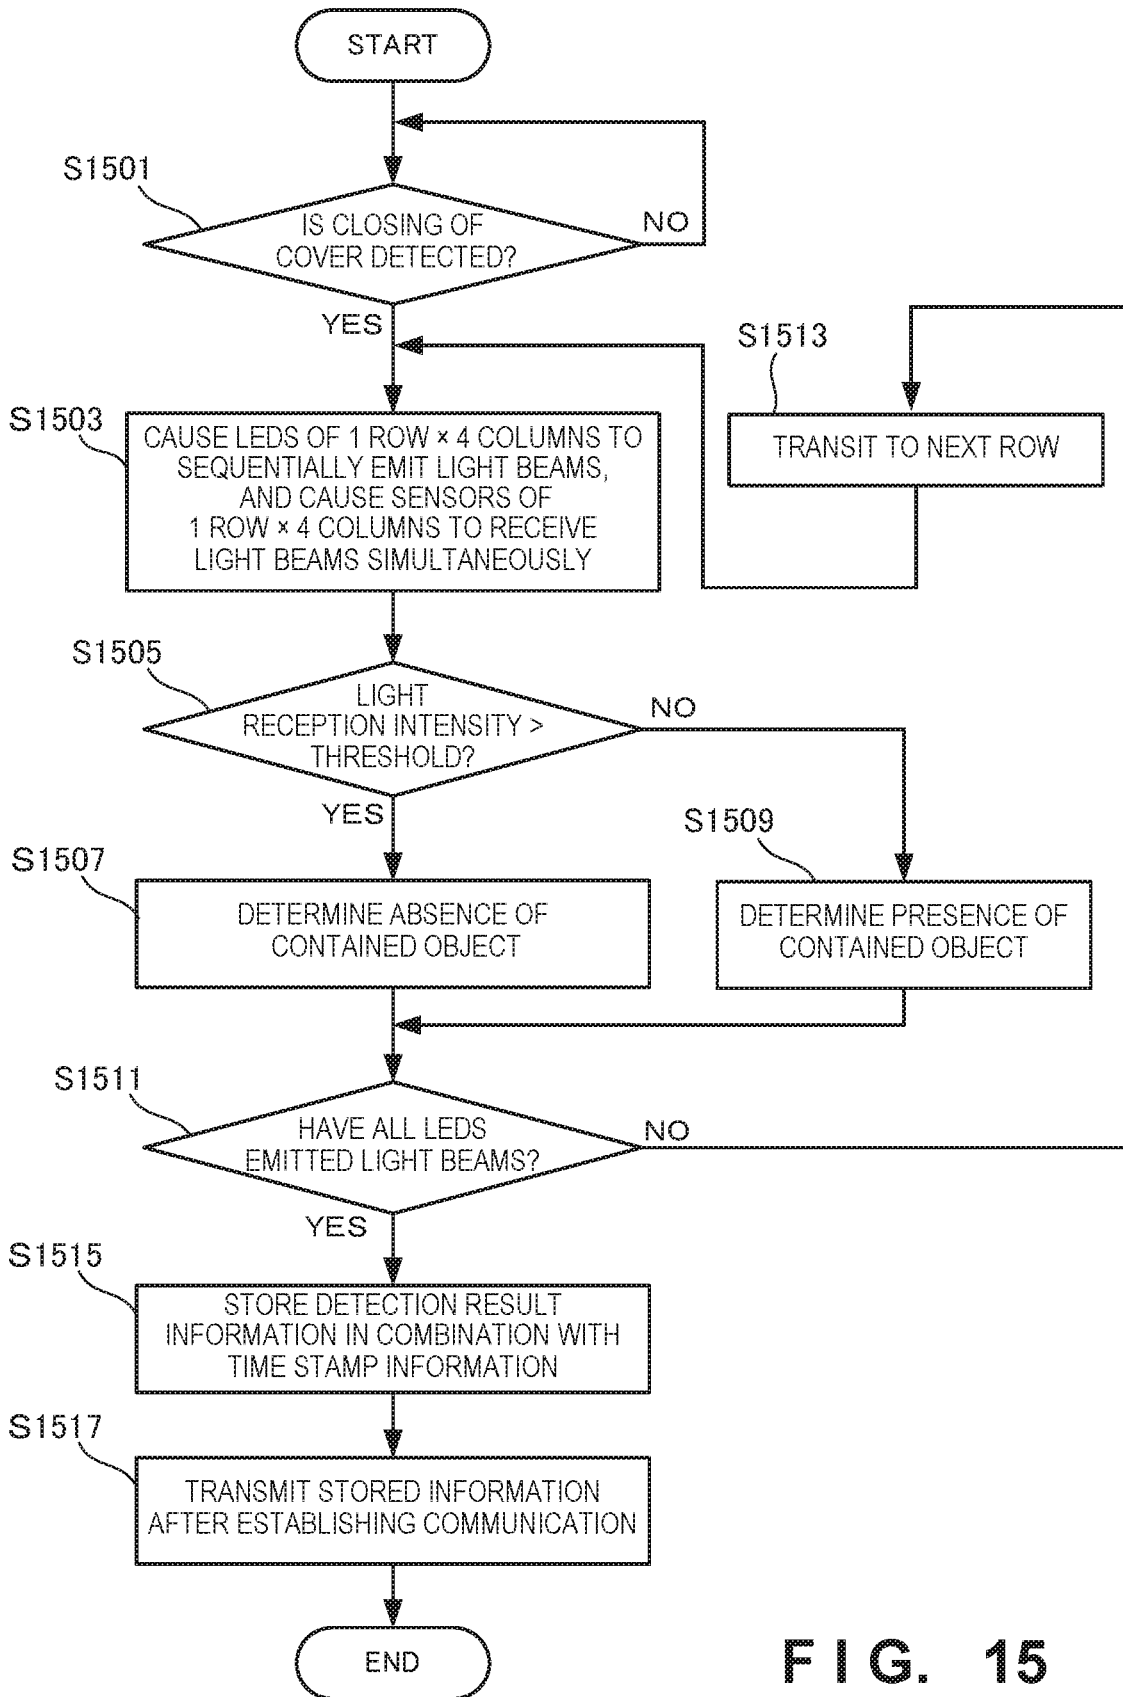 START
S1501
IS CLOSING OF
COVER DETECTED?
NO
YES
S1513
TRANSIT TO NEXT ROW
S1503
CAUSE LEDS OF 1 ROW × 4 COLUMNS TO
SEQUENTIALLY EMIT LIGHT BEAMS,
AND CAUSE SENSORS OF
1 ROW × 4 COLUMNS TO RECEIVE
LIGHT BEAMS SIMULTANEOUSLY
S1505
LIGHT
RECEPTION INTENSITY >
THRESHOLD?
NO
YES
S1507
DETERMINE ABSENCE OF
CONTAINED OBJECT
S1509
DETERMINE PRESENCE OF
CONTAINED OBJECT
S1511
HAVE ALL LEDS
EMITTED LIGHT BEAMS?
NO
YES
S1515
STORE DETECTION RESULT
INFORMATION IN COMBINATION WITH
TIME STAMP INFORMATION
S1517
TRANSMIT STORED INFORMATION
AFTER ESTABLISHING COMMUNICATION
END
FIG. 15